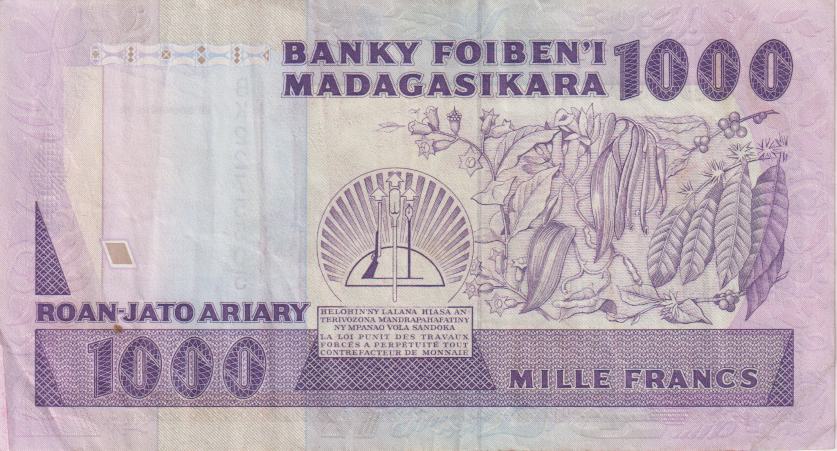 BANKY FOIBEN'I
MADAGASIKARA
1000
ROAN-JATO ARIARY
HELOHIN'NY LALANA HIASA AN
TERIVOZONA MANDRAPAHAFATINY
NY MPANAO VOLA SANDOKA
LA LOI PUNIT DES TRAVAUX
FORCÉS A PERPÉTUITÉ TOUT
CONTREFACTEUR DE MONNAIE
1000
MILLE FRANCS